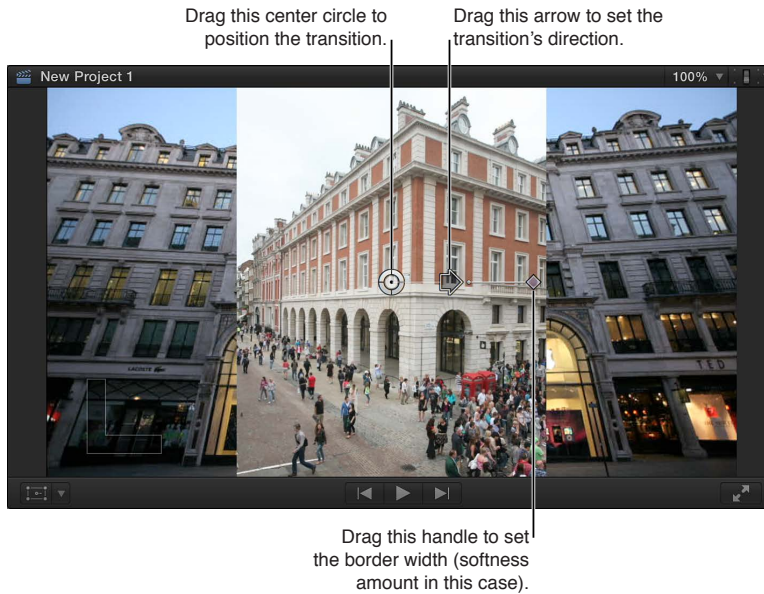 Drag this center circle to
position the transition.
Drag this arrow to set the
transition’s direction.
New Project 1
100%
LACOSTE
TED
Drag this handle to set
the border width (softness
amount in this case).